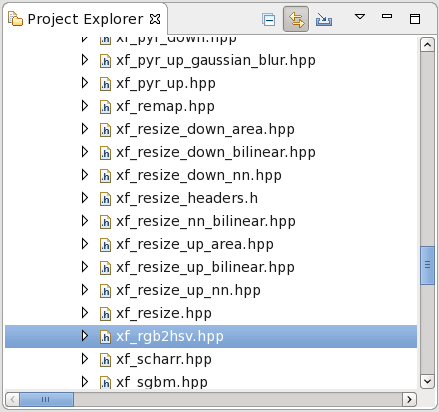 Project Explorer
xf_pyr_down.hpp
xf_pyr_up_gaussian_blur.hpp
xf_pyr_up.hpp
xf_remap.hpp
xf_resize_down_area.hpp
xf_resize_down_bilinear.hpp
xf_resize_down_nn.hpp
xf_resize_headers.h
xf_resize_nn_bilinear.hpp
xf_resize_up_area.hpp
xf_resize_up_bilinear.hpp
xf_resize_up_nn.hpp
xf_resize.hpp
xf_rgb2hsv.hpp
xf_scharr.hpp
xf_sgbm.hpp